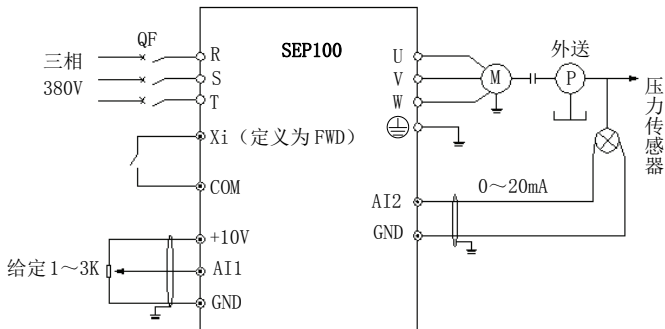 QF
SEP100
三相
380V
R
S
T
Xi（定义为FWD）
COM
+10V
给定1～3K
AI1
GND
U
V
W
M
外送
P
压力传感器
AI2
0～20mA
GND